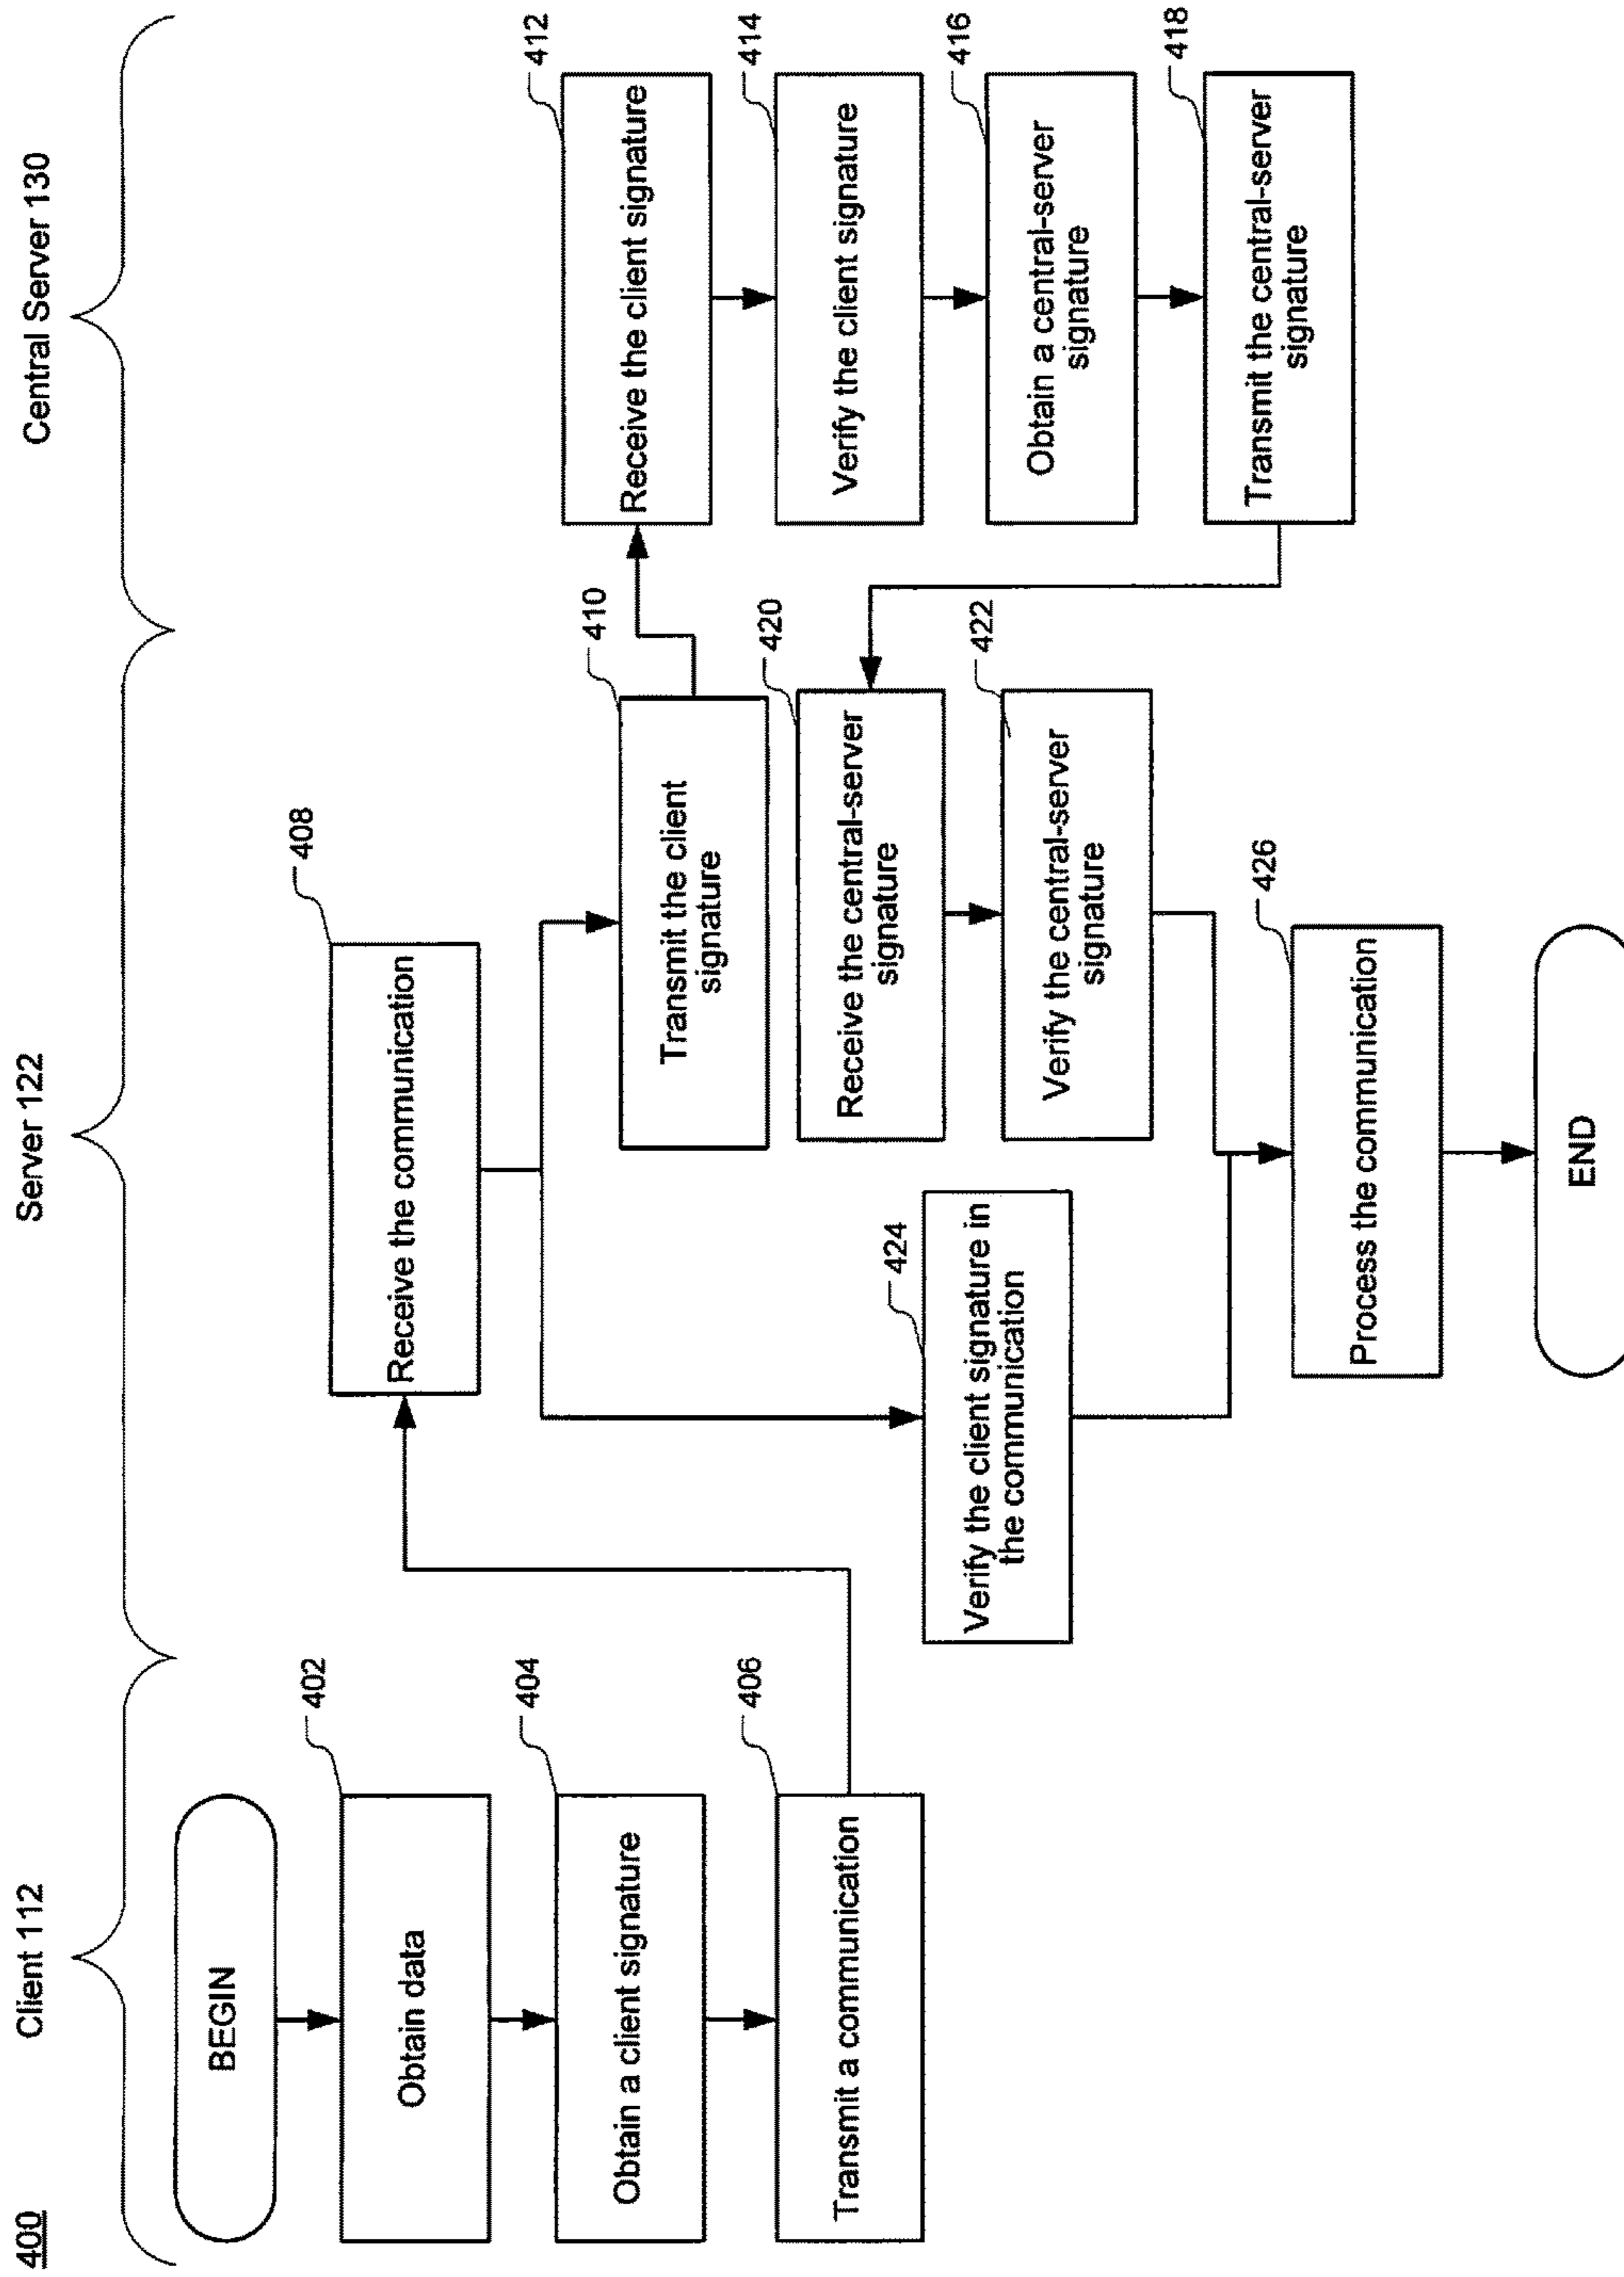 400
Client 112
Server 122
Central Server 130
BEGIN
402
Obtain data
404
Obtain a client signature
406
Transmit a communication
408
Receive the communication
410
Transmit the client
signature
412
Receive the client signature
414
Verify the client signature
416
Obtain a central-server
signature
418
Transmit the central-server
signature
420
Receive the central-server
signature
422
Verify the central-server
signature
424
Verify the client signature in
the communication
426
Process the communication
END